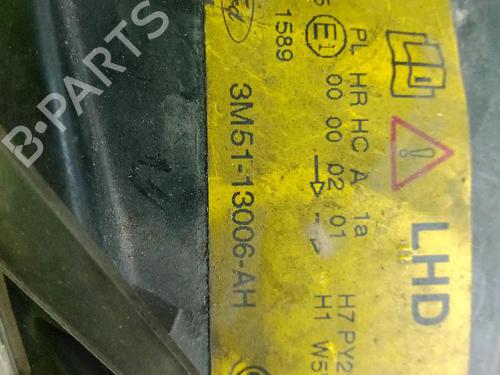 B-PARTS
Ford
1589
E1
3M51-13006-AH
PL HR HC A 1a
00 00 02 01
H7 PY2
H1 W5
LHD